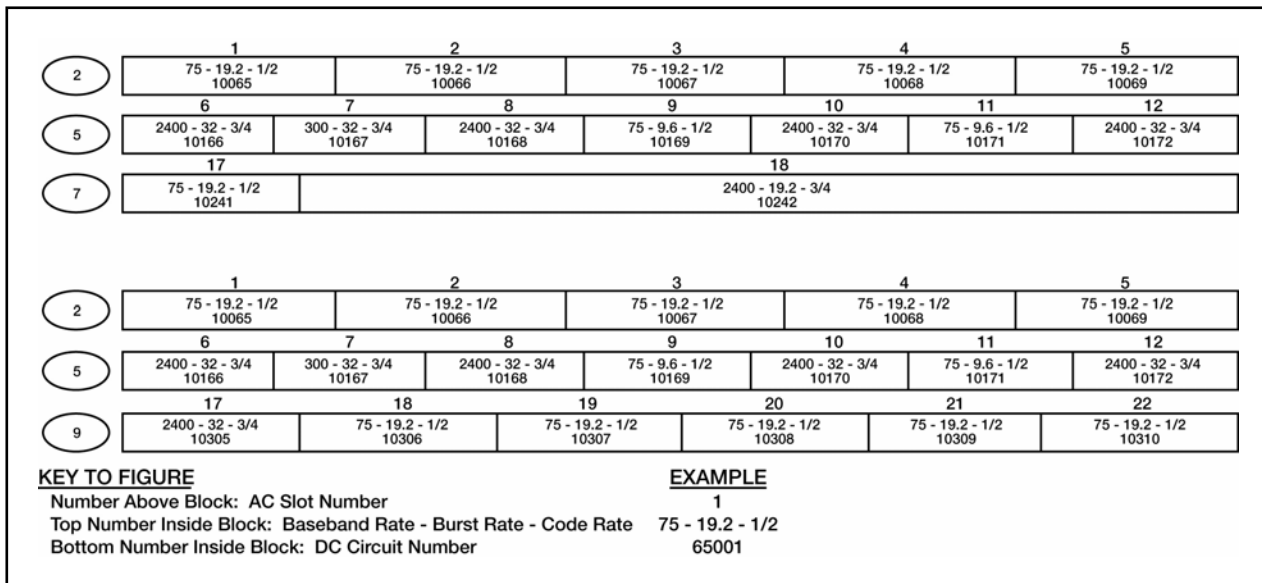 1 2 3 4 5
2 75 - 19.2 - 1/2 75 - 19.2 - 1/2 75 - 19.2 - 1/2 75 - 19.2 - 1/2 75 - 19.2 - 1/2
10065 10066 10067 10068 10069
6 7 8 9 10 11 12
5 2400 - 32 - 3/4 300 - 32 - 3/4 2400 - 32 - 3/4 75 - 9.6 - 1/2 2400 - 32 - 3/4 75 - 9.6 - 1/2 2400 - 32 - 3/4
10166 10167 10168 10169 10170 10171 10172
17 18
7 75 - 19.2 - 1/2 2400 - 19.2 - 3/4
10241 10242
1 2 3 4 5
2 75 - 19.2 - 1/2 75 - 19.2 - 1/2 75 - 19.2 - 1/2 75 - 19.2 - 1/2 75 - 19.2 - 1/2
10065 10066 10067 10068 10069
6 7 8 9 10 11 12
5 2400 - 32 - 3/4 300 - 32 - 3/4 2400 - 32 - 3/4 75 - 9.6 - 1/2 2400 - 32 - 3/4 75 - 9.6 - 1/2 2400 - 32 - 3/4
10166 10167 10168 10169 10170 10171 10172
17 18 19 20 21 22
9 2400 - 32 - 3/4 75 - 19.2 - 1/2 75 - 19.2 - 1/2 75 - 19.2 - 1/2 75 - 19.2 - 1/2 75 - 19.2 - 1/2
10305 10306 10307 10308 10309 10310
KEY TO FIGURE EXAMPLE
Number Above Block: AC Slot Number 1
Top Number Inside Block: Baseband Rate - Burst Rate - Code Rate 75 - 19.2 - 1/2
Bottom Number Inside Block: DC Circuit Number 65001